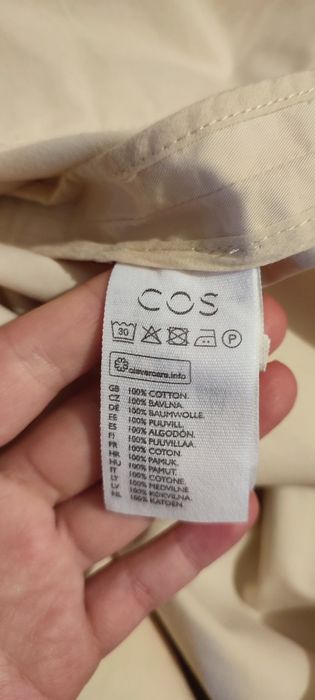 COS
30 P
clevercare.info
GB 100% COTTON.
CZ 100% BAVLNA.
DE 100% BAUMWOLLE.
EE 100% PUUVILL.
ES 100% ALGODÓN.
FI 100% PUUVILLAA.
FR 100% COTON.
HR 100% PAMUK.
HU 100% PAMUT.
IT 100% COTONE.
LT 100% MEDVILNĖ.
LV 100% KOKVILNA.
NL 100% KATOEN.